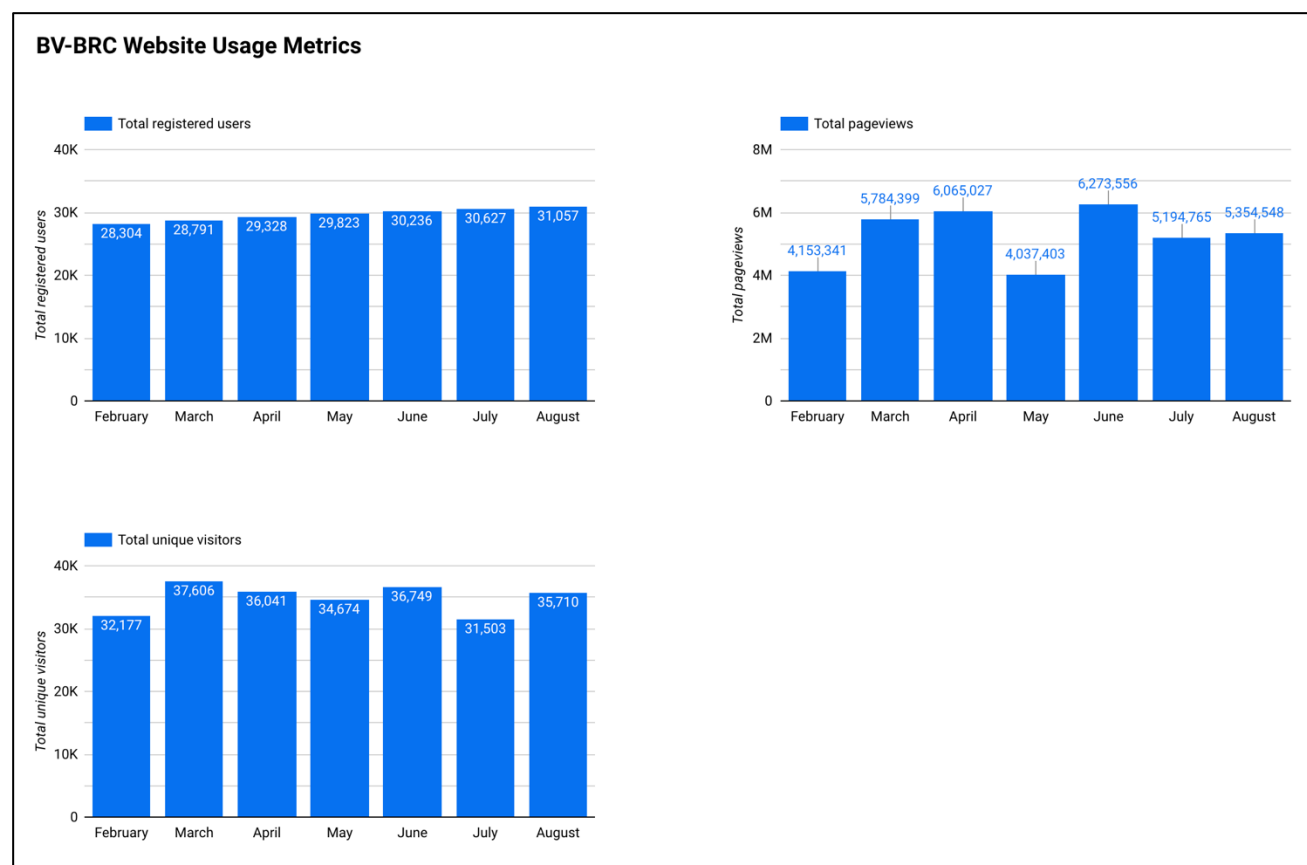 BV-BRC Website Usage Metrics
Total registered users
40K
30K
20K
10K
0
Total registered users
28,304
28,791
29,328
29,823
30,236
30,627
31,057
February
March
April
May
June
July
August
Total pageviews
8M
6M
4M
2M
0
Total pageviews
4,153,341
5,784,399
6,065,027
4,037,403
6,273,556
5,194,765
5,354,548
February
March
April
May
June
July
August
Total unique visitors
40K
30K
20K
10K
0
Total unique visitors
32,177
37,606
36,041
34,674
36,749
31,503
35,710
February
March
April
May
June
July
August